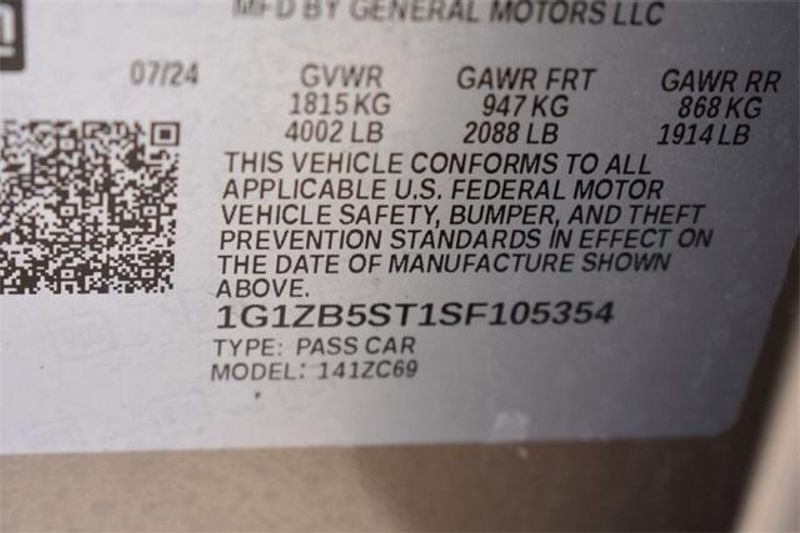 MFD BY GENERAL MOTORS LLC
07/24 GVWR GAWR FRT GAWR RR
1815 KG 947 KG 868 KG
4002 LB 2088 LB 1914 LB
THIS VEHICLE CONFORMS TO ALL
APPLICABLE U.S. FEDERAL MOTOR
VEHICLE SAFETY, BUMPER, AND THEFT
PREVENTION STANDARDS IN EFFECT ON
THE DATE OF MANUFACTURE SHOWN
ABOVE.
1G1ZB5ST1SF105354
TYPE: PASS CAR
MODEL: 141ZC69